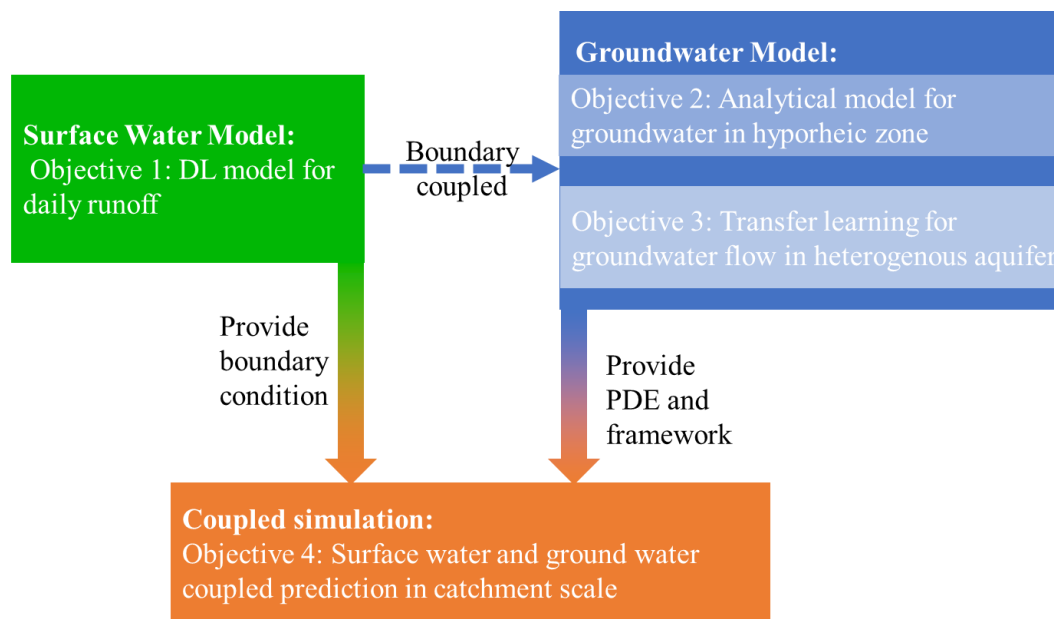 Surface Water Model:
Objective 1: DL model for
daily runoff
Boundary
coupled
Groundwater Model:
Objective 2: Analytical model for
groundwater in hyporheic zone
Objective 3: Transfer learning for
groundwater flow in heterogenous aquifer
Provide
boundary
condition
Provide
PDE and
framework
Coupled simulation:
Objective 4: Surface water and ground water
coupled prediction in catchment scale